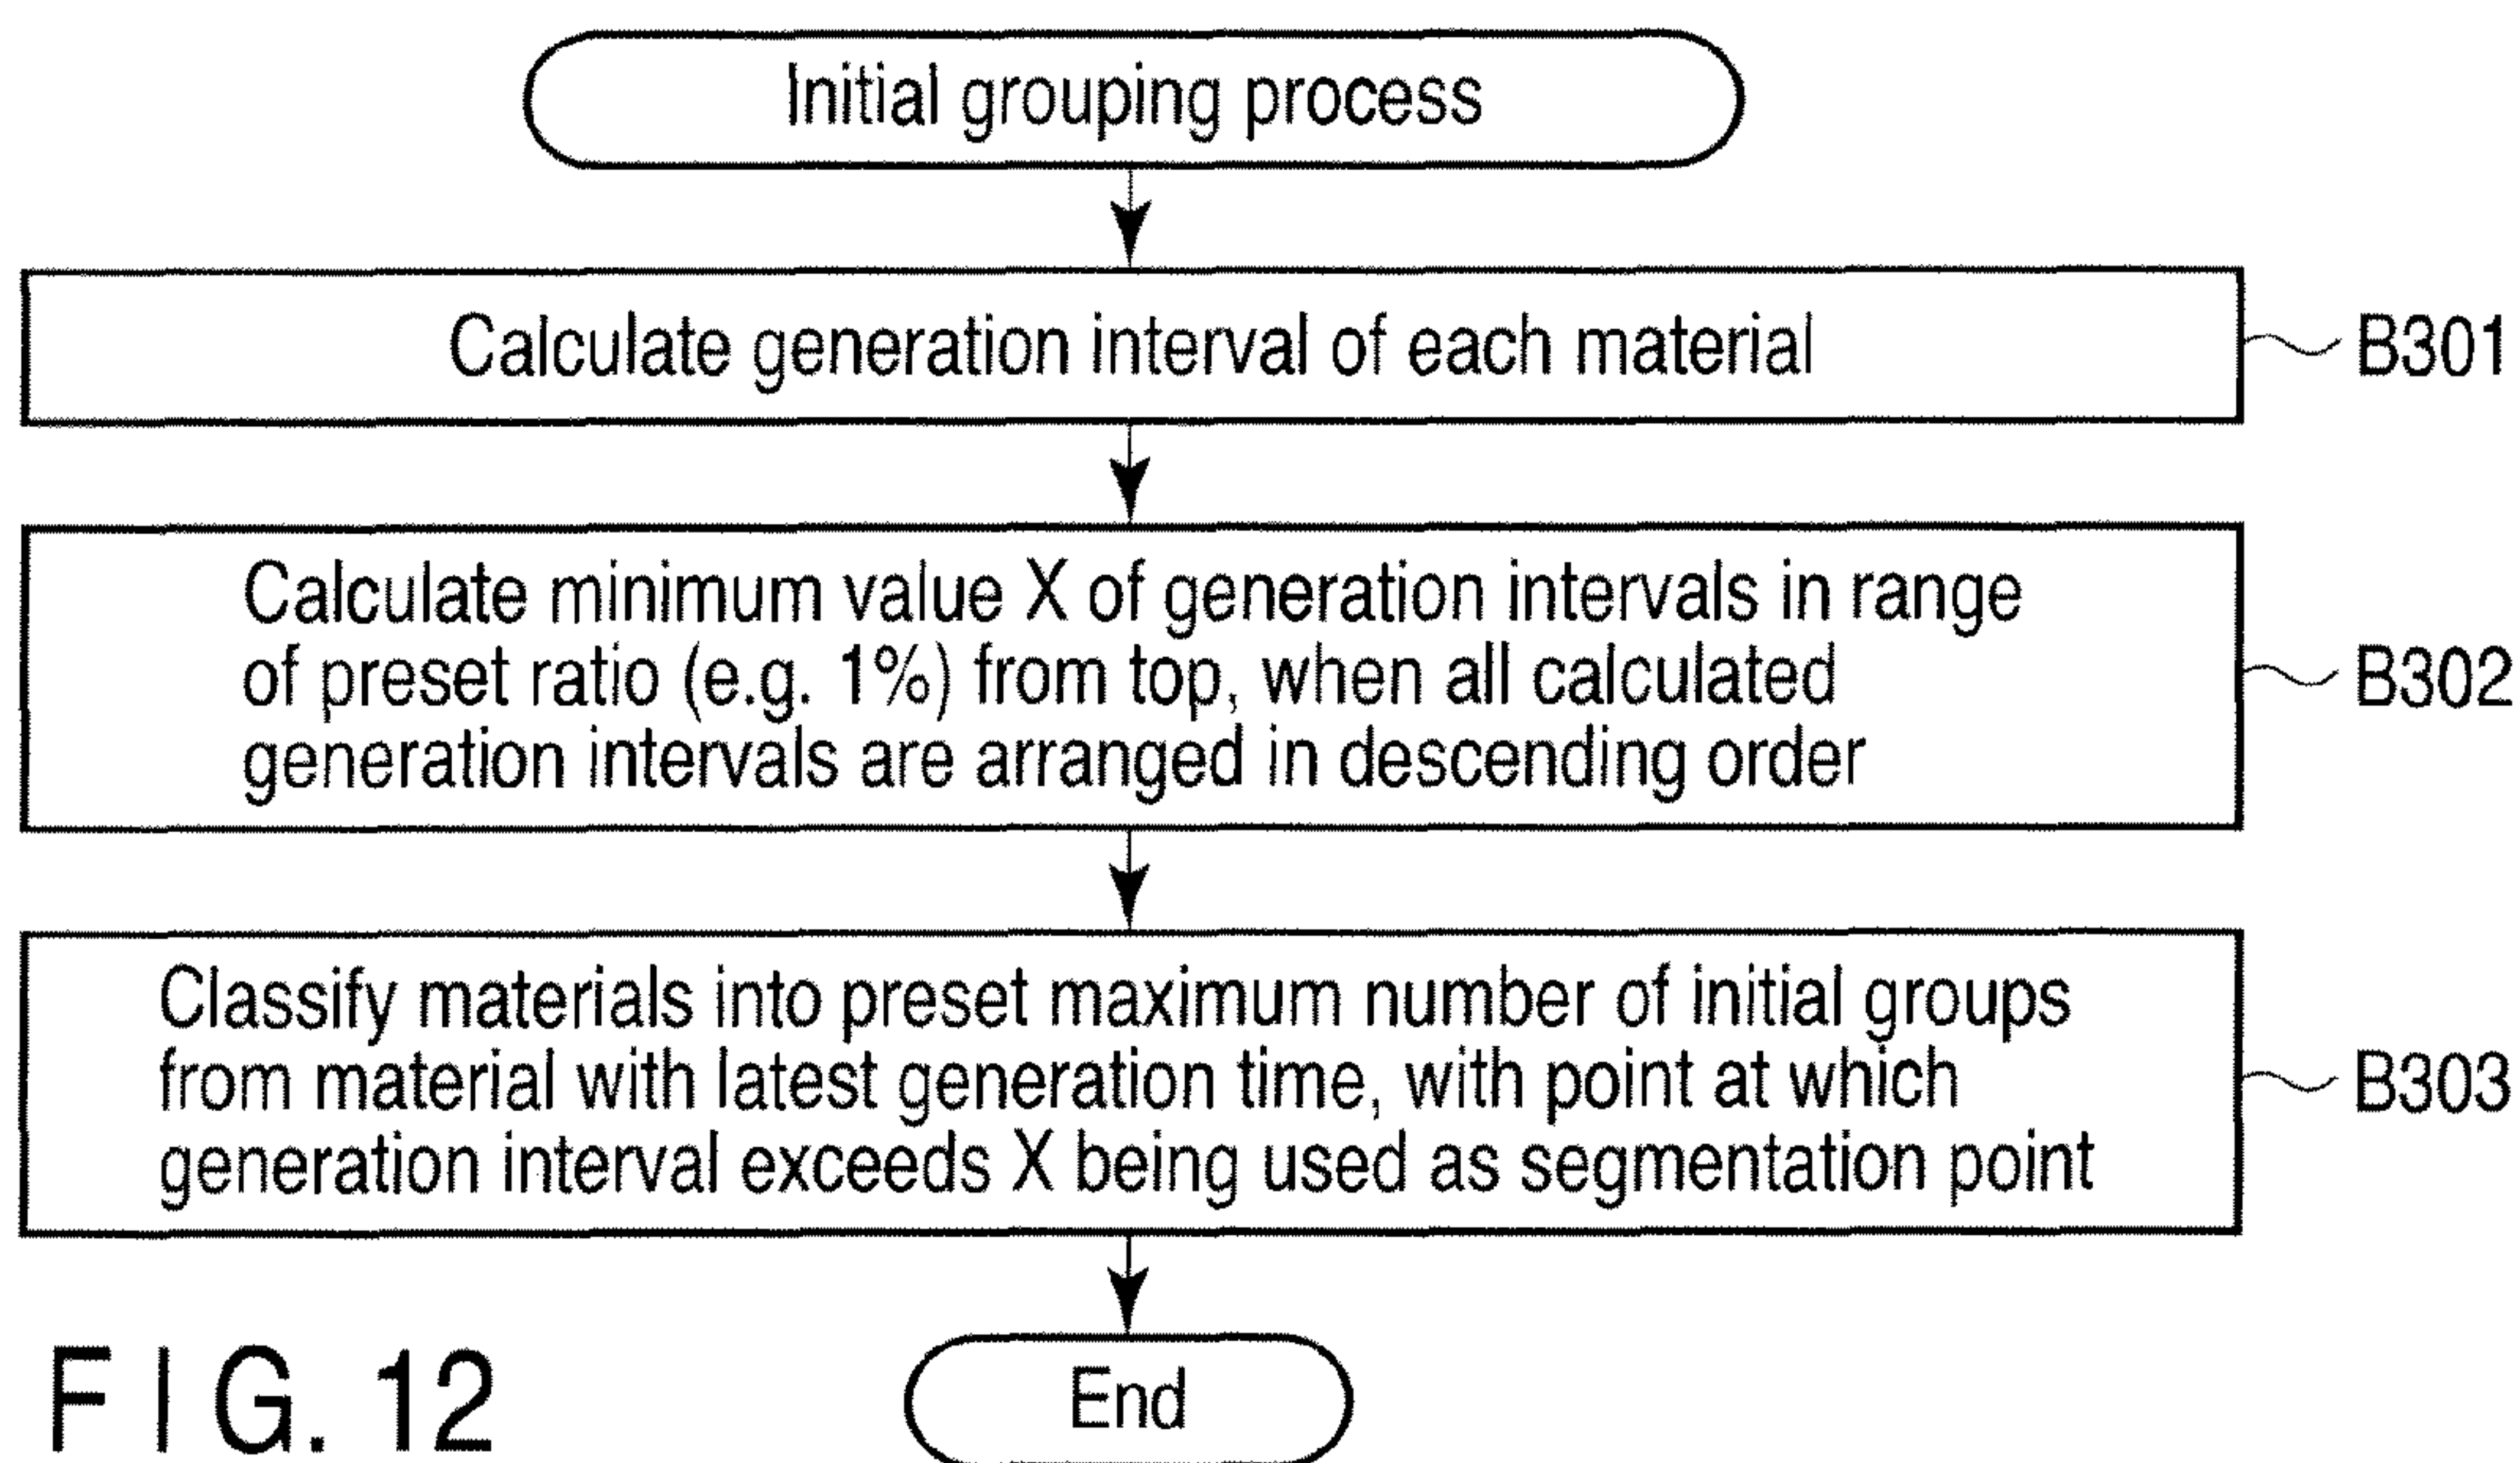 Initial grouping process
Calculate generation interval of each material
B301
Calculate minimum value X of generation intervals in range
of preset ratio (e.g. 1%) from top, when all calculated
generation intervals are arranged in descending order
B302
Classify materials into preset maximum number of initial groups
from material with latest generation time, with point at which
generation interval exceeds X being used as segmentation point
B303
End
FIG. 12